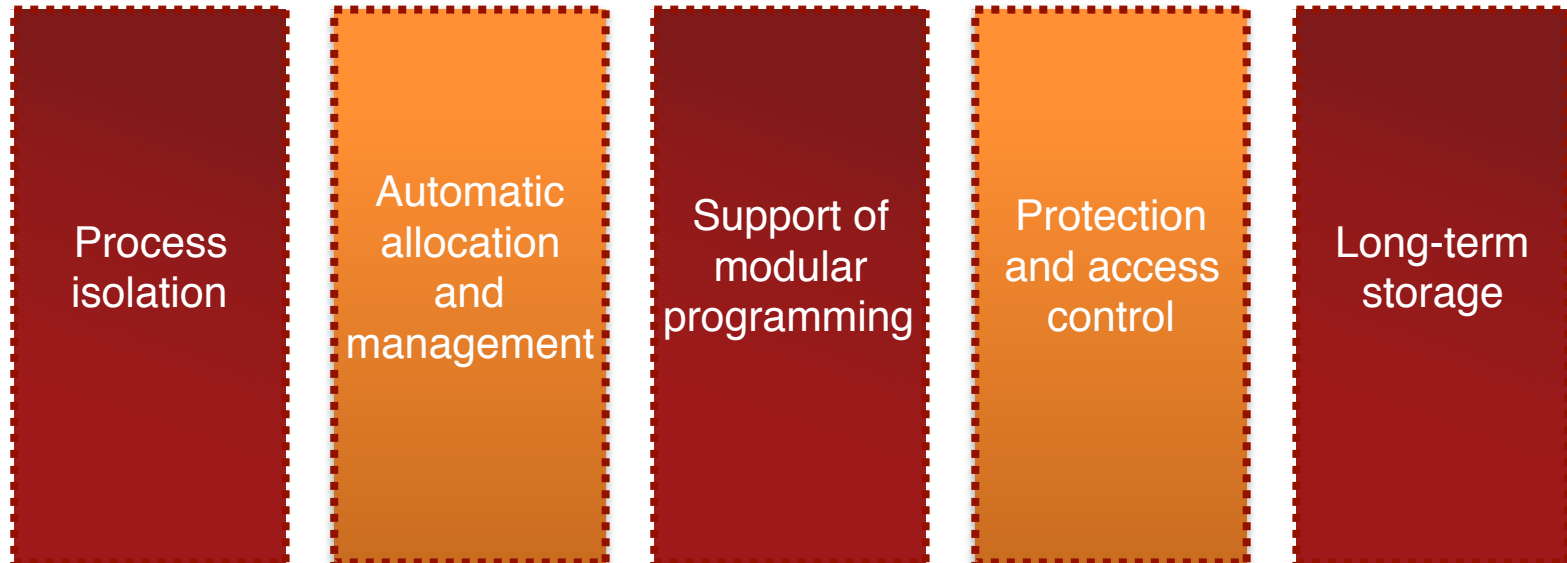 Process
isolation
Automatic
allocation
and
management
Support of
modular
programming
Protection
and access
control
Long-term
storage